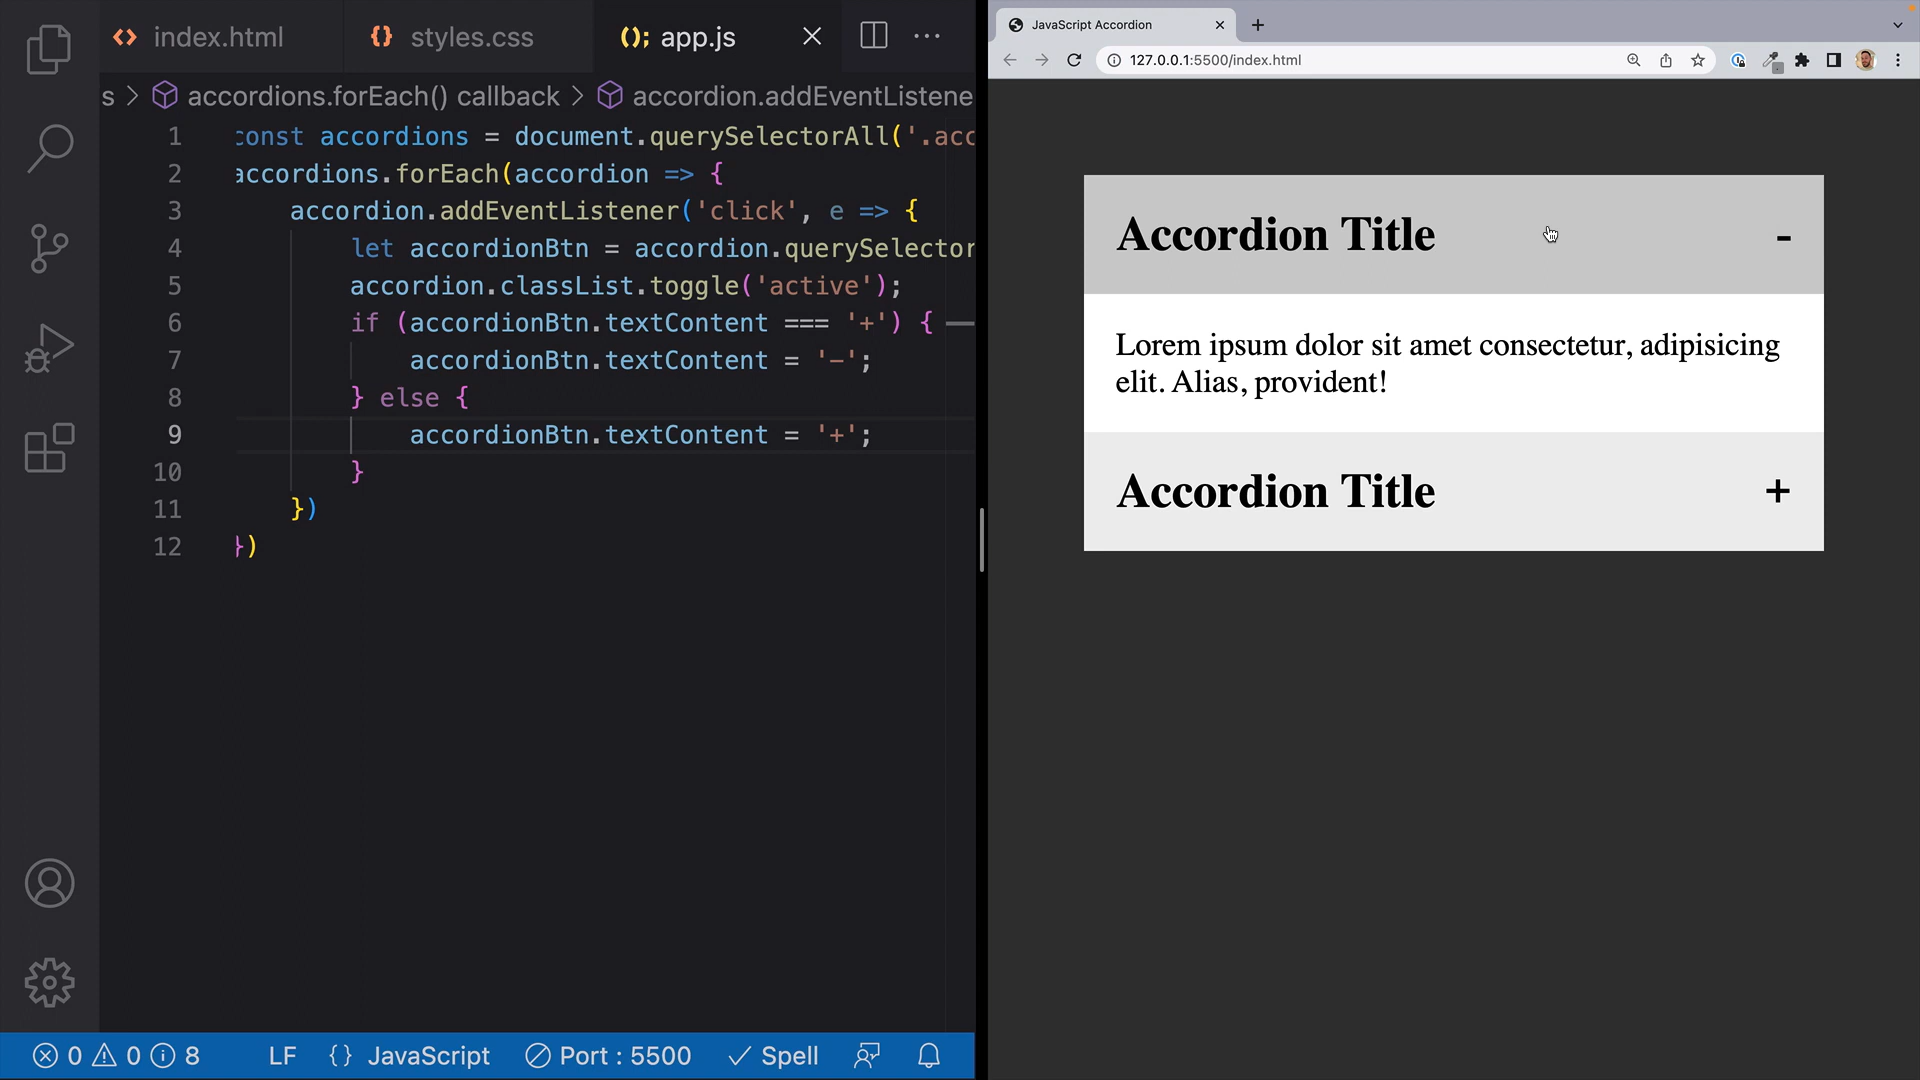 index.html
styles.css
app.js
s > accordions.forEach() callback > accordion.addEventListene
1 const accordions = document.querySelectorAll('.acc
2 accordions.forEach(accordion => {
3 accordion.addEventListener('click', e => {
4 let accordionBtn = accordion.querySelector
5 accordion.classList.toggle('active');
6 if (accordionBtn.textContent === '+') {
7 accordionBtn.textContent = '-';
8 } else {
9 accordionBtn.textContent = '+';
10 }
11 })
12 })
0 0 8 LF {} JavaScript Port : 5500 Spell
JavaScript Accordion
127.0.0.1:5500/index.html
Accordion Title -
Lorem ipsum dolor sit amet consectetur, adipisicing
elit. Alias, provident!
Accordion Title +